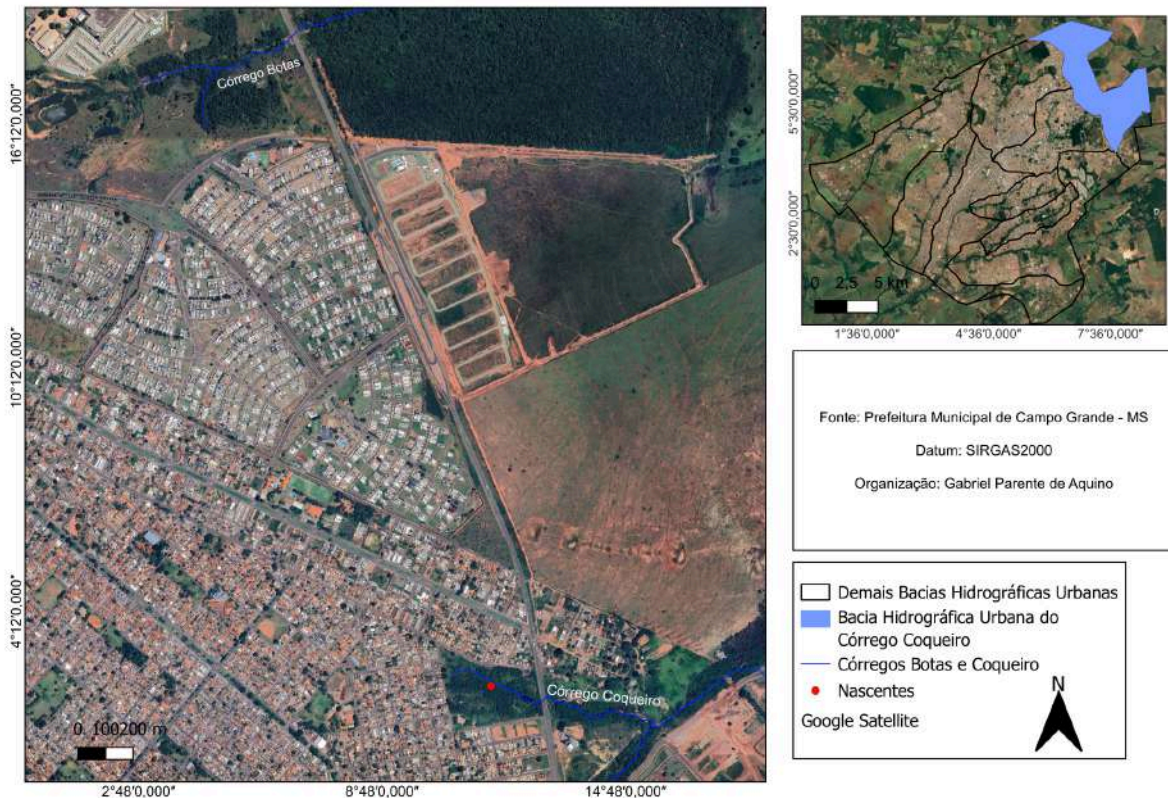 Córrego Botas
Córrego Coqueiro
0. 100200 m
16°12'0,000"
10°12'0,000"
4°12'0,000"
2°48'0,000"
8°48'0,000"
14°48'0,000"
5°30'0,000"
2°30'0,000"
0 2,5 5 km
1°36'0,000"
4°36'0,000"
7°36'0,000"
Fonte: Prefeitura Municipal de Campo Grande - MS
Datum: SIRGAS2000
Organização: Gabriel Parente de Aquino
Demais Bacias Hidrográficas Urbanas
Bacia Hidrográfica Urbana do
Córrego Coqueiro
Córregos Botas e Coqueiro
Nascentes
Google Satellite
N